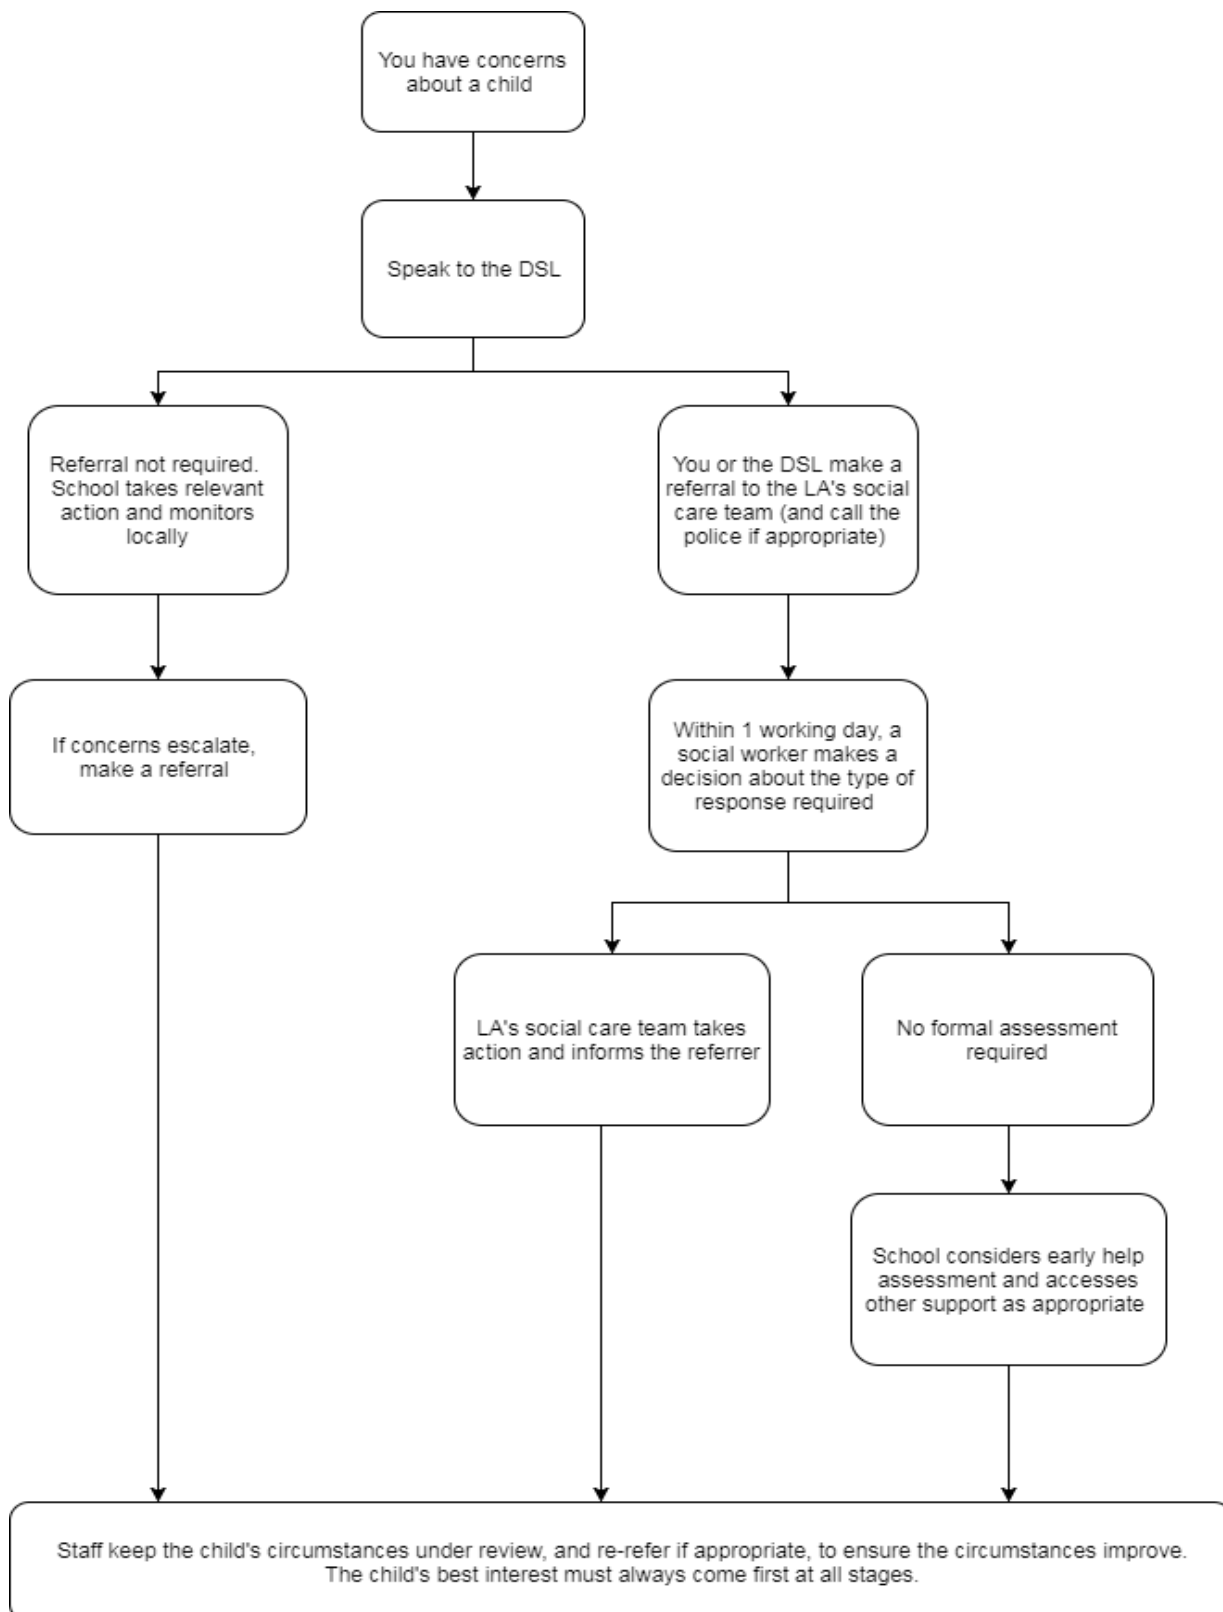 You have concerns
about a child
Speak to the DSL
Referral not required.
School takes relevant
action and monitors
locally
You or the DSL make a
referral to the LA's social
care team (and call the
police if appropriate)
If concerns escalate,
make a referral
Within 1 working day, a
social worker makes a
decision about the type of
response required
LA's social care team takes
action and informs the referrer
No formal assessment
required
School considers early help
assessment and accesses
other support as appropriate
Staff keep the child's circumstances under review, and re-refer if appropriate, to ensure the circumstances improve.
The child's best interest must always come first at all stages.